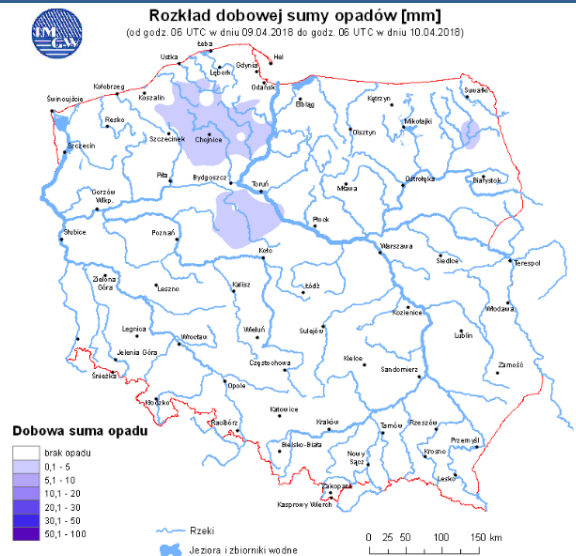 IM
GW
Rozkład dobowej sumy opadów [mm]
(od godz. 06 UTC w dniu 09.04.2018 do godz. 06 UTC w dniu 10.04.2018)
Łeba
Ustka
Hel
Gdynia
Lębork
Gdańsk
Kołobrzeg
Koszalin
Suwałki
Świnoujście
Elbląg
Kętrzyn
Resko
Mikołajki
Olsztyn
Szczecinek
Chojnice
Szczecin
Piła
Bydgoszcz
Toruń
Mława
Ostrołęka
Białystok
Gorzów
Wlkp.
Płock
Słubice
Poznań
Koło
Warszawa
Siedlce
Terespol
Zielona
Góra
Leszno
Kalisz
Łódź
Kozienice
Włodawa
Legnica
Wrocław
Wieluń
Sulejów
Lublin
Jelenia Góra
Kielce
Śnieżka
Częstochowa
Sandomierz
Zamość
Opole
Kłodzko
Katowice
Racibórz
Kraków
Tarnów
Rzeszów
Bielsko-Biała
Przemyśl
Nowy
Sącz
Krosno
Lesko
Zakopane
Kasprowy Wierch
Dobowa suma opadu
brak opadu
0,1 - 5
5,1 - 10
10,1 - 20
20,1 - 30
30,1 - 50
50,1 - 100
Rzeki
Jeziora i zbiorniki wodne
0 25 50 100 150 km